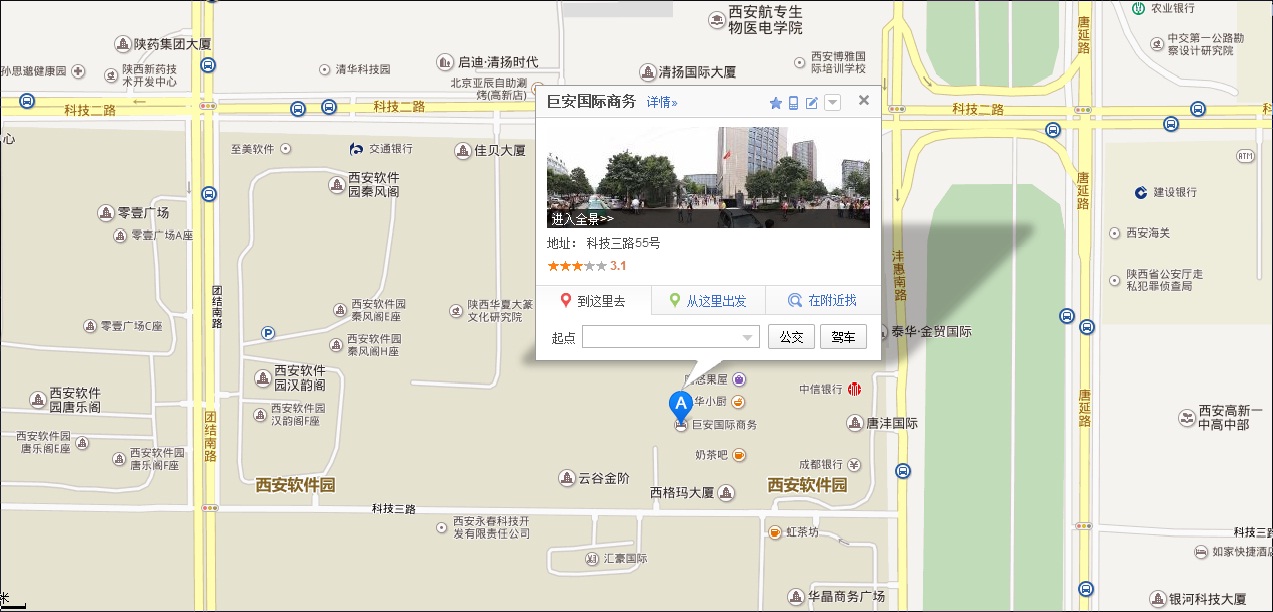 西安航专生
物医电学院
农业银行
唐延路
陕药集团大厦
中交第一公路勘
察设计研究院
孙思邈健康园
陕西新药技
术开发中心
清华科技园
启迪·清扬时代
北京亚辰自助涮
烤(高新店)
清扬国际大厦
西安博雅国
际培训学校
科技二路
科技二路
科技二路
巨安国际商务
详情»
心
至美软件
交通银行
佳贝大厦
ATM
西安软件
园秦风阁
唐延路
建设银行
零壹广场
零壹广场A座
进入全景>>
西安海关
地址： 科技三路55号
3.1
沣惠南路
陕西省公安厅走
私犯罪侦查局
团结南路
西安软件园
秦风阁E座
陕西华夏大篆
文化研究院
到这里去
从这里出发
在附近找
零壹广场C座
P
西安软件园
秦风阁H座
起点
公交
驾车
泰华·金贸国际
西安软件
园汉韵阁
惑果屋
中信银行
西安软件
园唐乐阁
A
华小厨
唐延路
西安软件园
汉韵阁F座
团结南路
巨安国际商务
唐沣国际
西安高新一
中高中部
西安软件园
唐乐阁E座
西安软件园
唐乐阁F座
奶茶吧
成都银行
西安软件园
云谷金阶
西格玛大厦
西安软件园
科技三路
西安永春科技开
发有限责任公司
虹茶坊
科技三路
汇豪国际
如家快捷酒店
米
华晶商务广场
银河科技大厦